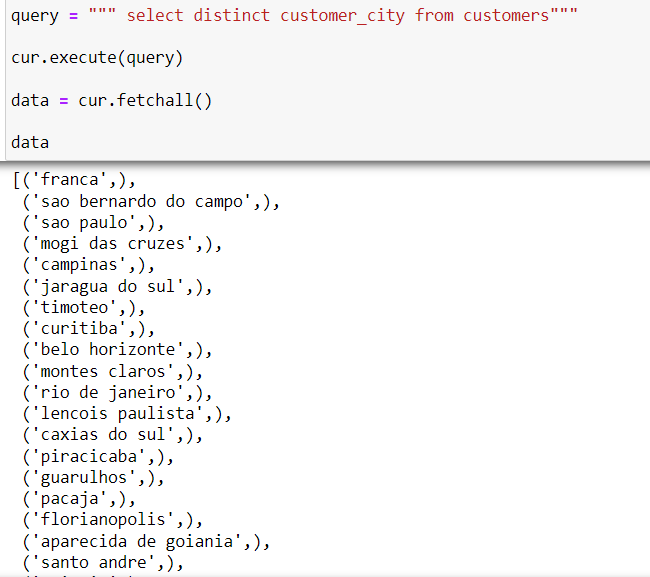 query = """ select distinct customer_city from customers"""
cur.execute(query)
data = cur.fetchall()
data
[('franca',),
('sao bernardo do campo',),
('sao paulo',),
('mogi das cruzes',),
('campinas',),
('jaragua do sul',),
('timoteo',),
('curitiba',),
('belo horizonte',),
('montes claros',),
('rio de janeiro',),
('lencois paulista',),
('caxias do sul',),
('piracicaba',),
('guarulhos',),
('pacaja',),
('florianopolis',),
('aparecida de goiania',),
('santo andre',),